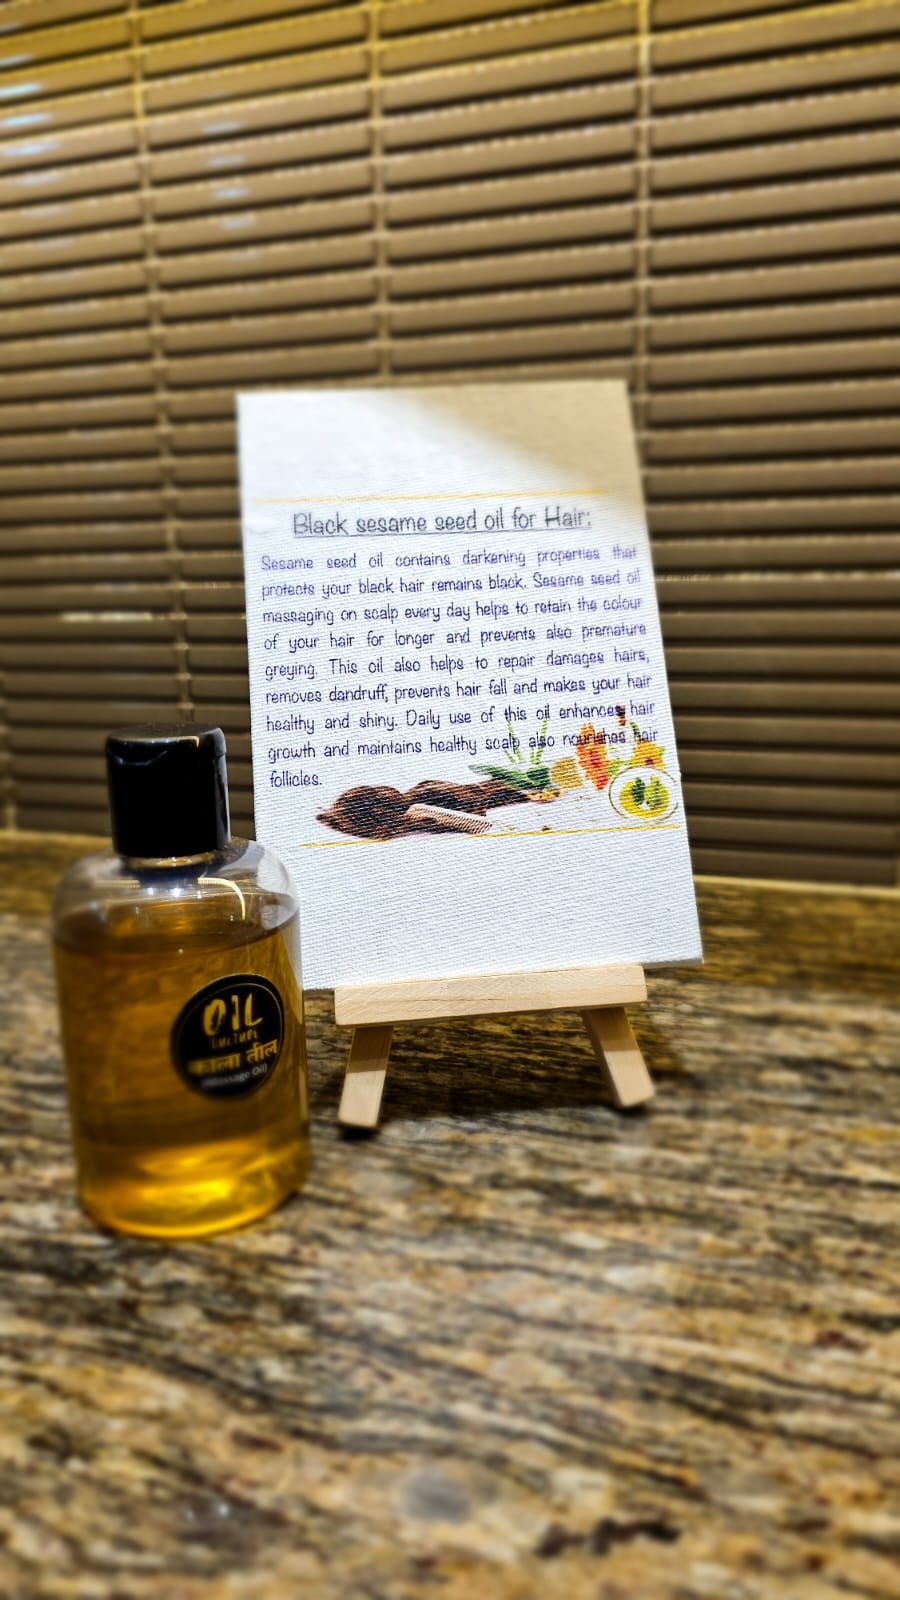 Black sesame seed oil for Hair:
Sesame seed oil contains darkening properties that
protects your black hair remains black. Sesame seed oil
massaging on scalp every day helps to retain the colour
of your hair for longer and prevents also premature
greying. This oil also helps to repair damages hairs,
removes dandruff, prevents hair fall and makes your hair
healthy and shiny. Daily use of this oil enhances hair
growth and maintains healthy scalp also nourishes hair
follicles.
OIL
CULTURE
काला तील
(Massage Oil)